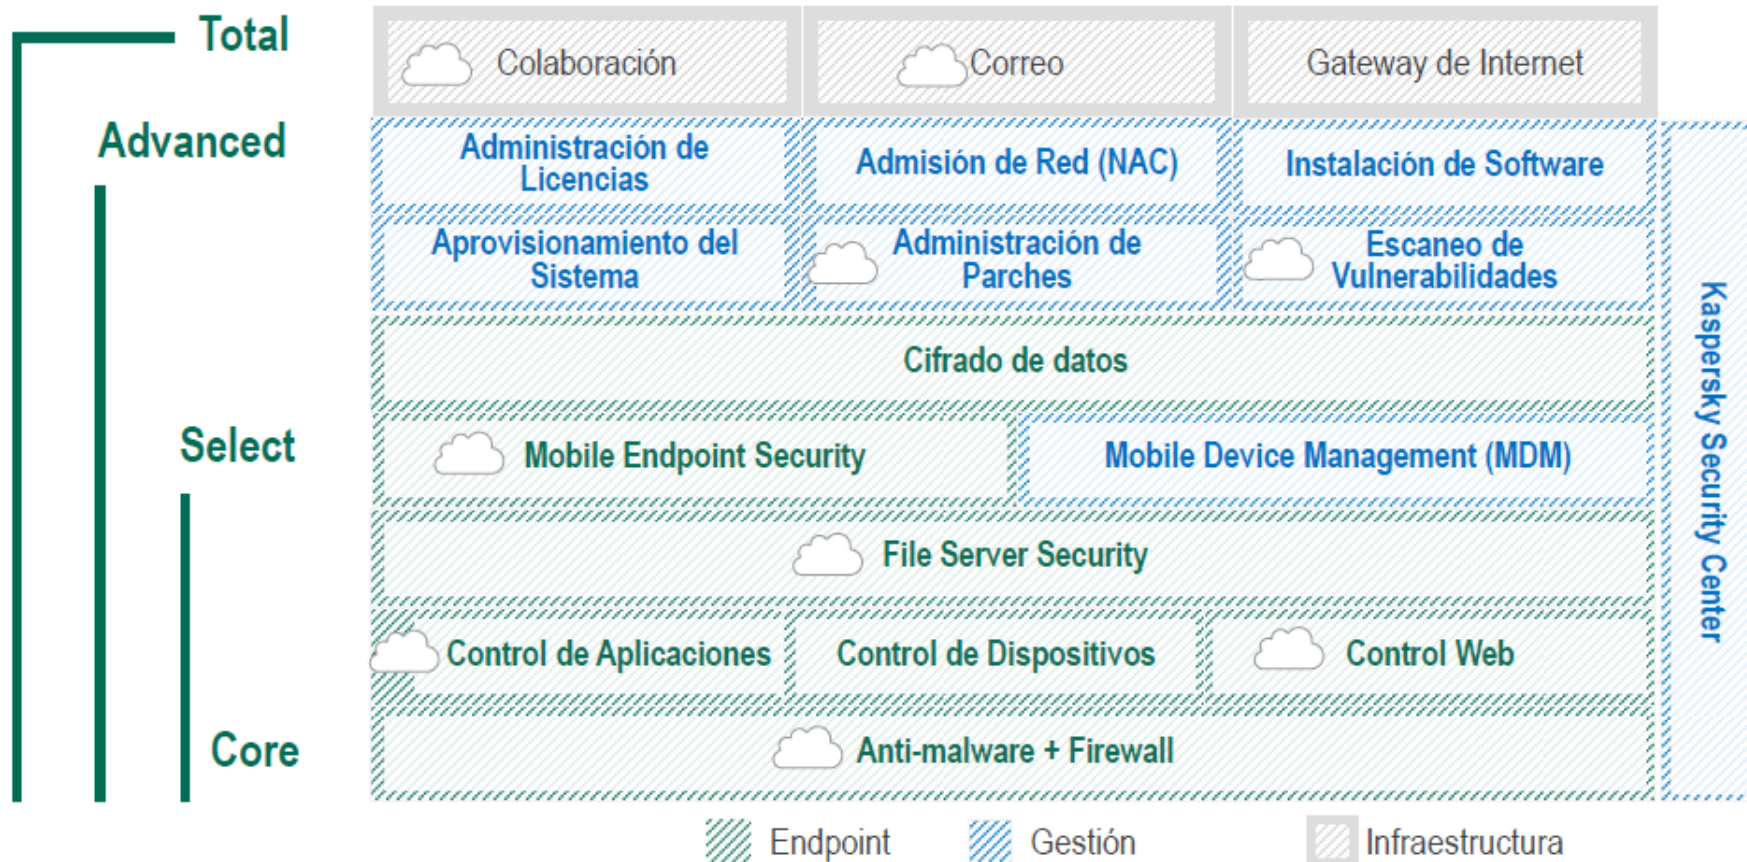 Total
Colaboración
Correo
Gateway de Internet
Advanced
Administración de
Licencias
Admisión de Red (NAC)
Instalación de Software
Aprovisionamiento del
Sistema
Administración de
Parches
Escaneo de
Vulnerabilidades
Kaspersky Security Center
Cifrado de datos
Select
Mobile Endpoint Security
Mobile Device Management (MDM)
File Server Security
Control de Aplicaciones
Control de Dispositivos
Control Web
Core
Anti-malware + Firewall
Endpoint
Gestión
Infraestructura